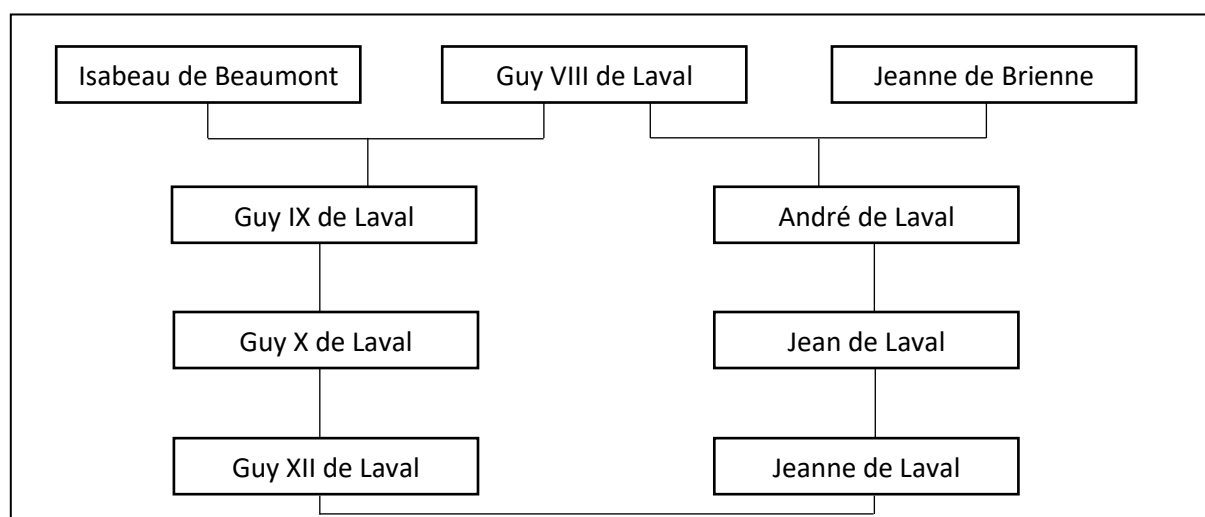 Isabeau de Beaumont
Guy VIII de Laval
Jeanne de Brienne
Guy IX de Laval
André de Laval
Guy X de Laval
Jean de Laval
Guy XII de Laval
Jeanne de Laval